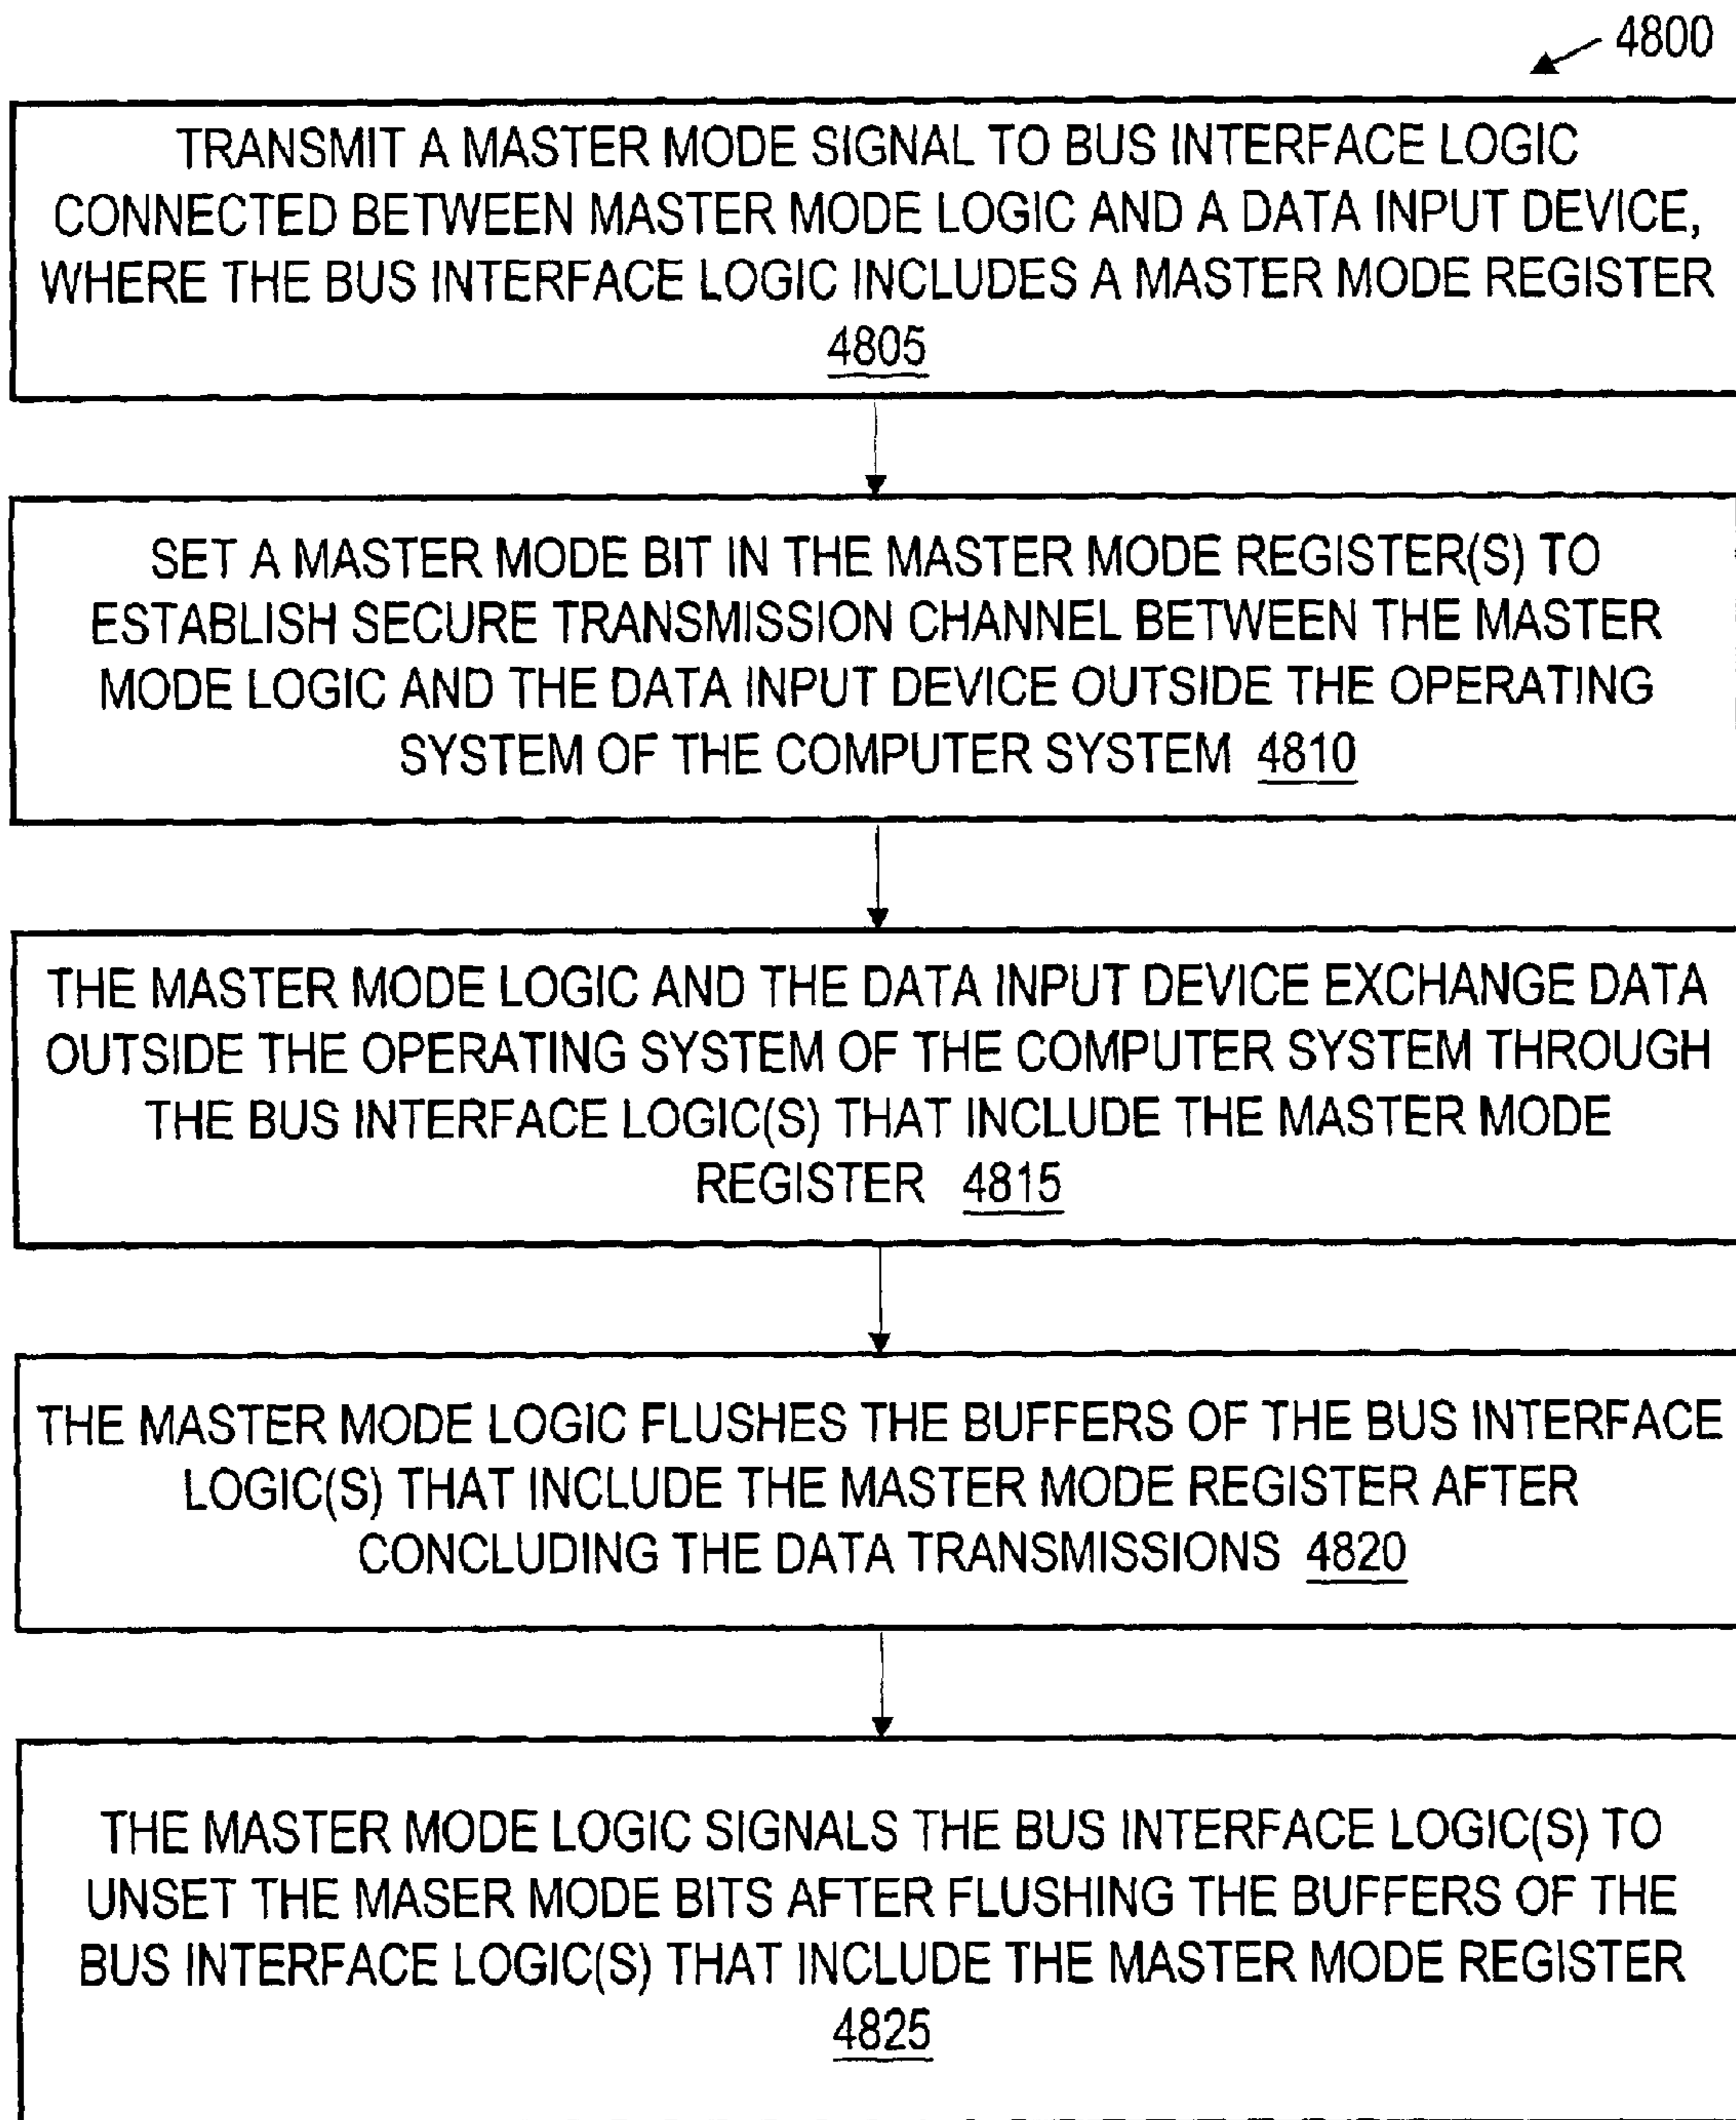 4800
TRANSMIT A MASTER MODE SIGNAL TO BUS INTERFACE LOGIC
CONNECTED BETWEEN MASTER MODE LOGIC AND A DATA INPUT DEVICE,
WHERE THE BUS INTERFACE LOGIC INCLUDES A MASTER MODE REGISTER
4805
SET A MASTER MODE BIT IN THE MASTER MODE REGISTER(S) TO
ESTABLISH SECURE TRANSMISSION CHANNEL BETWEEN THE MASTER
MODE LOGIC AND THE DATA INPUT DEVICE OUTSIDE THE OPERATING
SYSTEM OF THE COMPUTER SYSTEM 4810
THE MASTER MODE LOGIC AND THE DATA INPUT DEVICE EXCHANGE DATA
OUTSIDE THE OPERATING SYSTEM OF THE COMPUTER SYSTEM THROUGH
THE BUS INTERFACE LOGIC(S) THAT INCLUDE THE MASTER MODE
REGISTER 4815
THE MASTER MODE LOGIC FLUSHES THE BUFFERS OF THE BUS INTERFACE
LOGIC(S) THAT INCLUDE THE MASTER MODE REGISTER AFTER
CONCLUDING THE DATA TRANSMISSIONS 4820
THE MASTER MODE LOGIC SIGNALS THE BUS INTERFACE LOGIC(S) TO
UNSET THE MASER MODE BITS AFTER FLUSHING THE BUFFERS OF THE
BUS INTERFACE LOGIC(S) THAT INCLUDE THE MASTER MODE REGISTER
4825